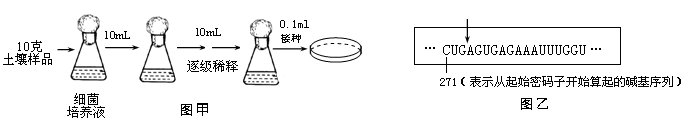 10克
土壤样品
10mL
10mL
0.1ml
接种
逐级稀释
细菌
培养液
图甲
… CUGAGUGAGAAAUUUGGU …
271（表示从起始密码子开始算起的碱基序列）
图乙